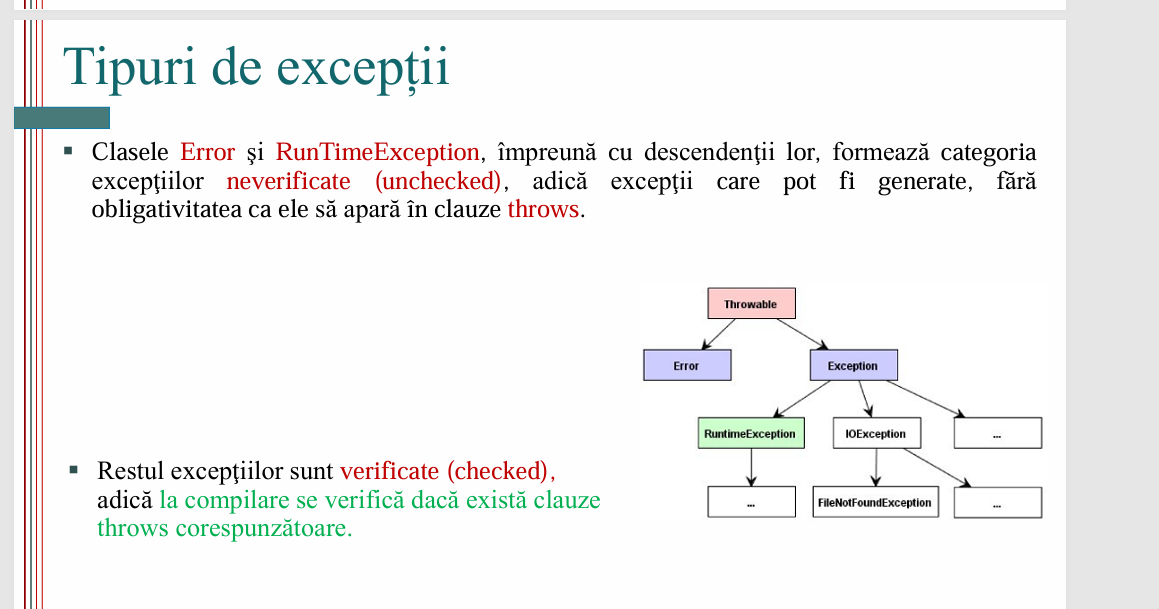 Tipuri de excepții
▪ Clasele Error şi RunTimeException, împreună cu descendenţii lor, formează categoria
excepţiilor neverificate (unchecked), adică excepţii care pot fi generate, fără
obligativitatea ca ele să apară în clauze throws.
Throwable
Error
Exception
RuntimeException
IOException
...
...
FileNotFoundException
...
▪ Restul excepţiilor sunt verificate (checked),
adică la compilare se verifică dacă există clauze
throws corespunzătoare.